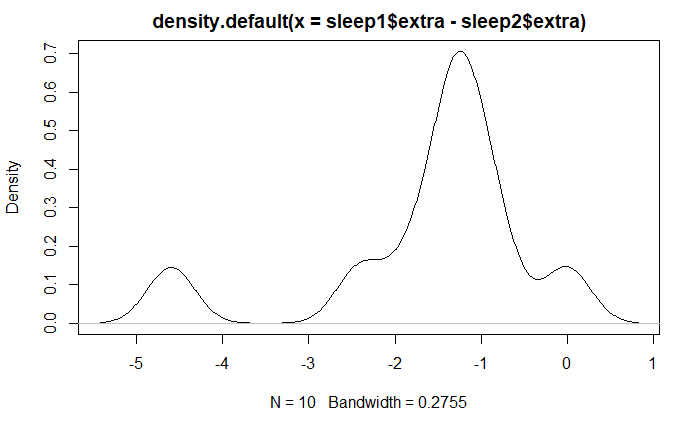 density.default(x = sleep1$extra - sleep2$extra)
Density
0.7
0.6
0.5
0.4
0.3
0.2
0.1
0.0
-5 -4 -3 -2 -1 0 1
N = 10 Bandwidth = 0.2755